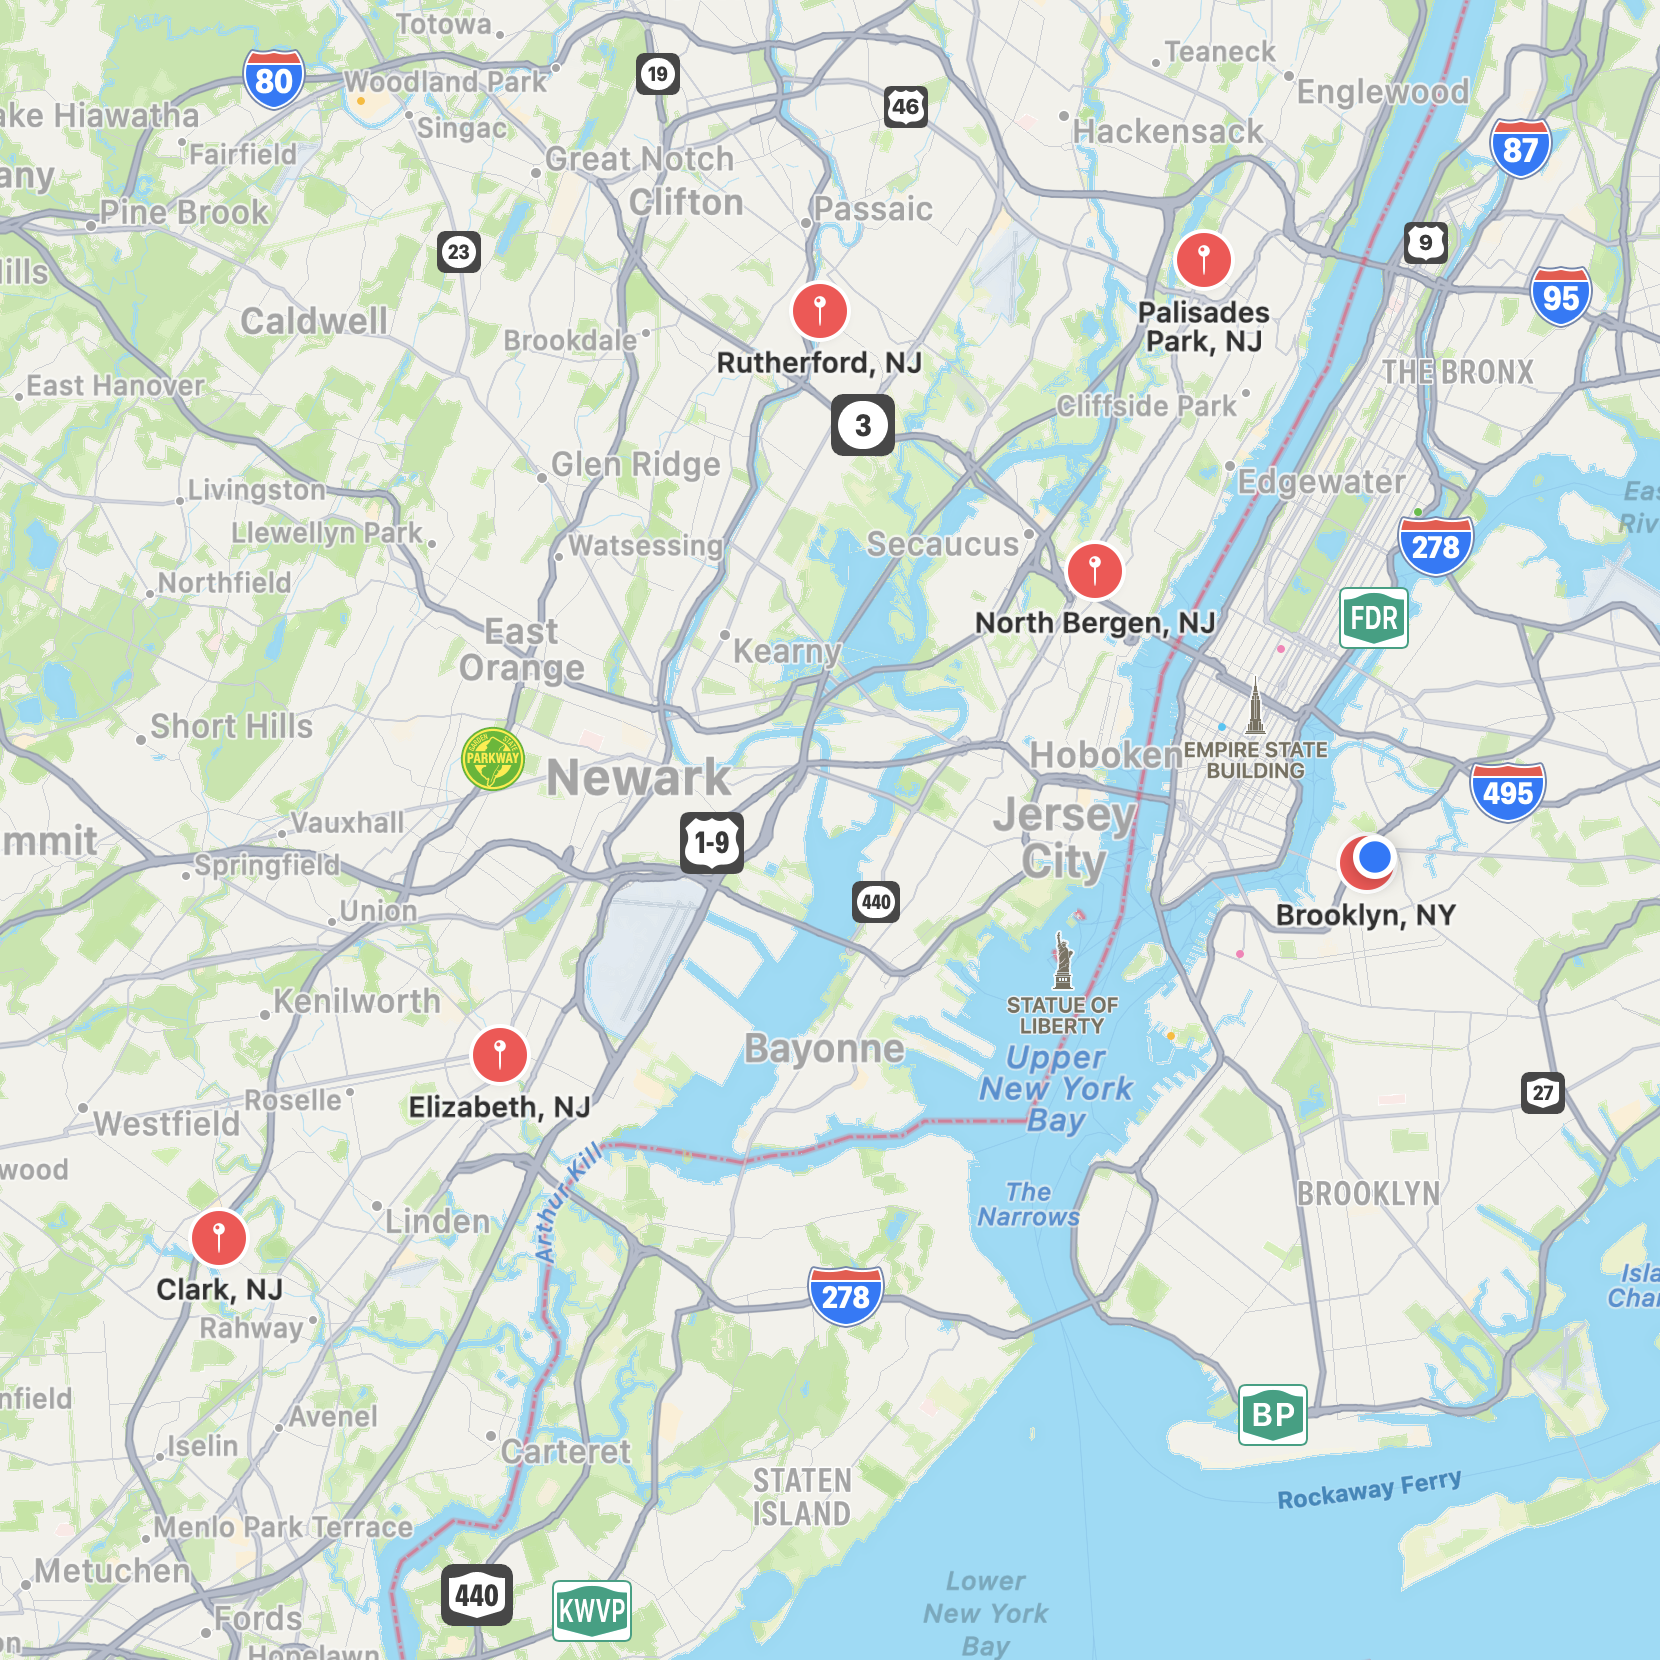 Totowa
Teaneck
80
Woodland Park
19
46
Englewood
ake Hiawatha
Singac
Hackensack
87
Fairfield
Great Notch
any
Clifton
Passaic
Pine Brook
23
9
ills
95
Palisades
Park, NJ
Caldwell
Brookdale
Rutherford, NJ
THE BRONX
East Hanover
Cliffside Park
3
Glen Ridge
Edgewater
Livingston
Eas
Riv
Llewellyn Park
Watsessing
Secaucus
278
Northfield
FDR
East
Orange
North Bergen, NJ
Kearny
Short Hills
GARDEN STATE
PARKWAY
Newark
Hoboken
EMPIRE STATE
BUILDING
495
Jersey
City
Vauxhall
mmit
1-9
Springfield
440
Union
Brooklyn, NY
Kenilworth
STATUE OF
LIBERTY
Bayonne
Upper
New York
Bay
Roselle
Elizabeth, NJ
27
Westfield
wood
Arthur Kill
The
Narrows
BROOKLYN
Linden
Clark, NJ
278
Isla
Chan
Rahway
nfield
Avenel
BP
Iselin
Carteret
STATEN
ISLAND
Rockaway Ferry
Menlo Park Terrace
Metuchen
440
KWVP
Lower
New York
Bay
Fords
on
Hopelawn